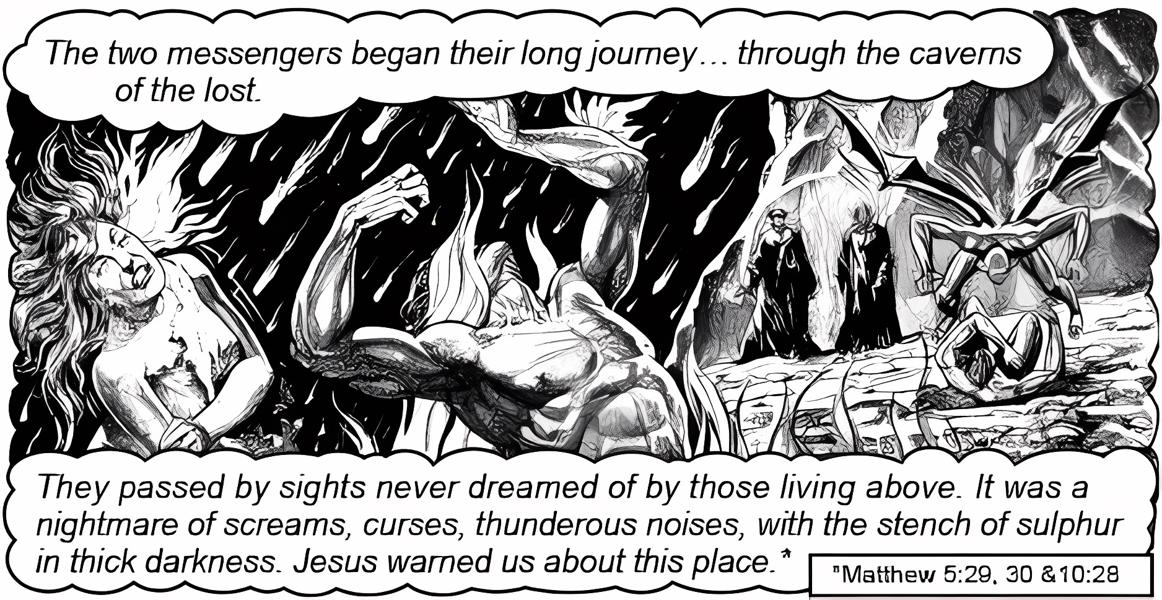 The two messengers began their long journey... through the caverns
of the lost.
They passed by sights never dreamed of by those living above. It was a
nightmare of screams, curses, thunderous noises, with the stench of sulphur
in thick darkness. Jesus warned us about this place.*
*Matthew 5:29, 30 &10:28